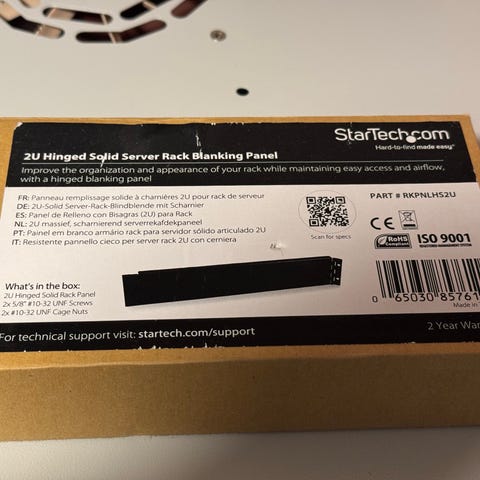 StarTech.com
Hard-to-find made easy
2U Hinged Solid Server Rack Blanking Panel
Improve the organization and appearance of your rack while maintaining easy access and airflow,
with a hinged blanking panel
FR: Panneau remplissage solide à charnières 2U pour rack de serveur
DE: 2U-Solid Server-Rack-Blindblende mit Scharnier
ES: Panel de Relleno con Bisagras (2U) para Rack
NL: 2U massief, scharnierend serverrekafdekpaneel
PT: Painel em branco armário rack para servidor sólido articulado 2U
IT: Resistente pannello cieco per server rack 2U con cerniera
Scan for specs
PART # RKPNLHS2U
CE
RoHS
COMPLIANT
ISO 9001
What's in the box:
2U Hinged Solid Rack Panel
2x 5/8" #10-32 UNF Screws
2x #10-32 UNF Cage Nuts
0 65030 85761
Made in
For technical support visit: startech.com/support
2 Year War